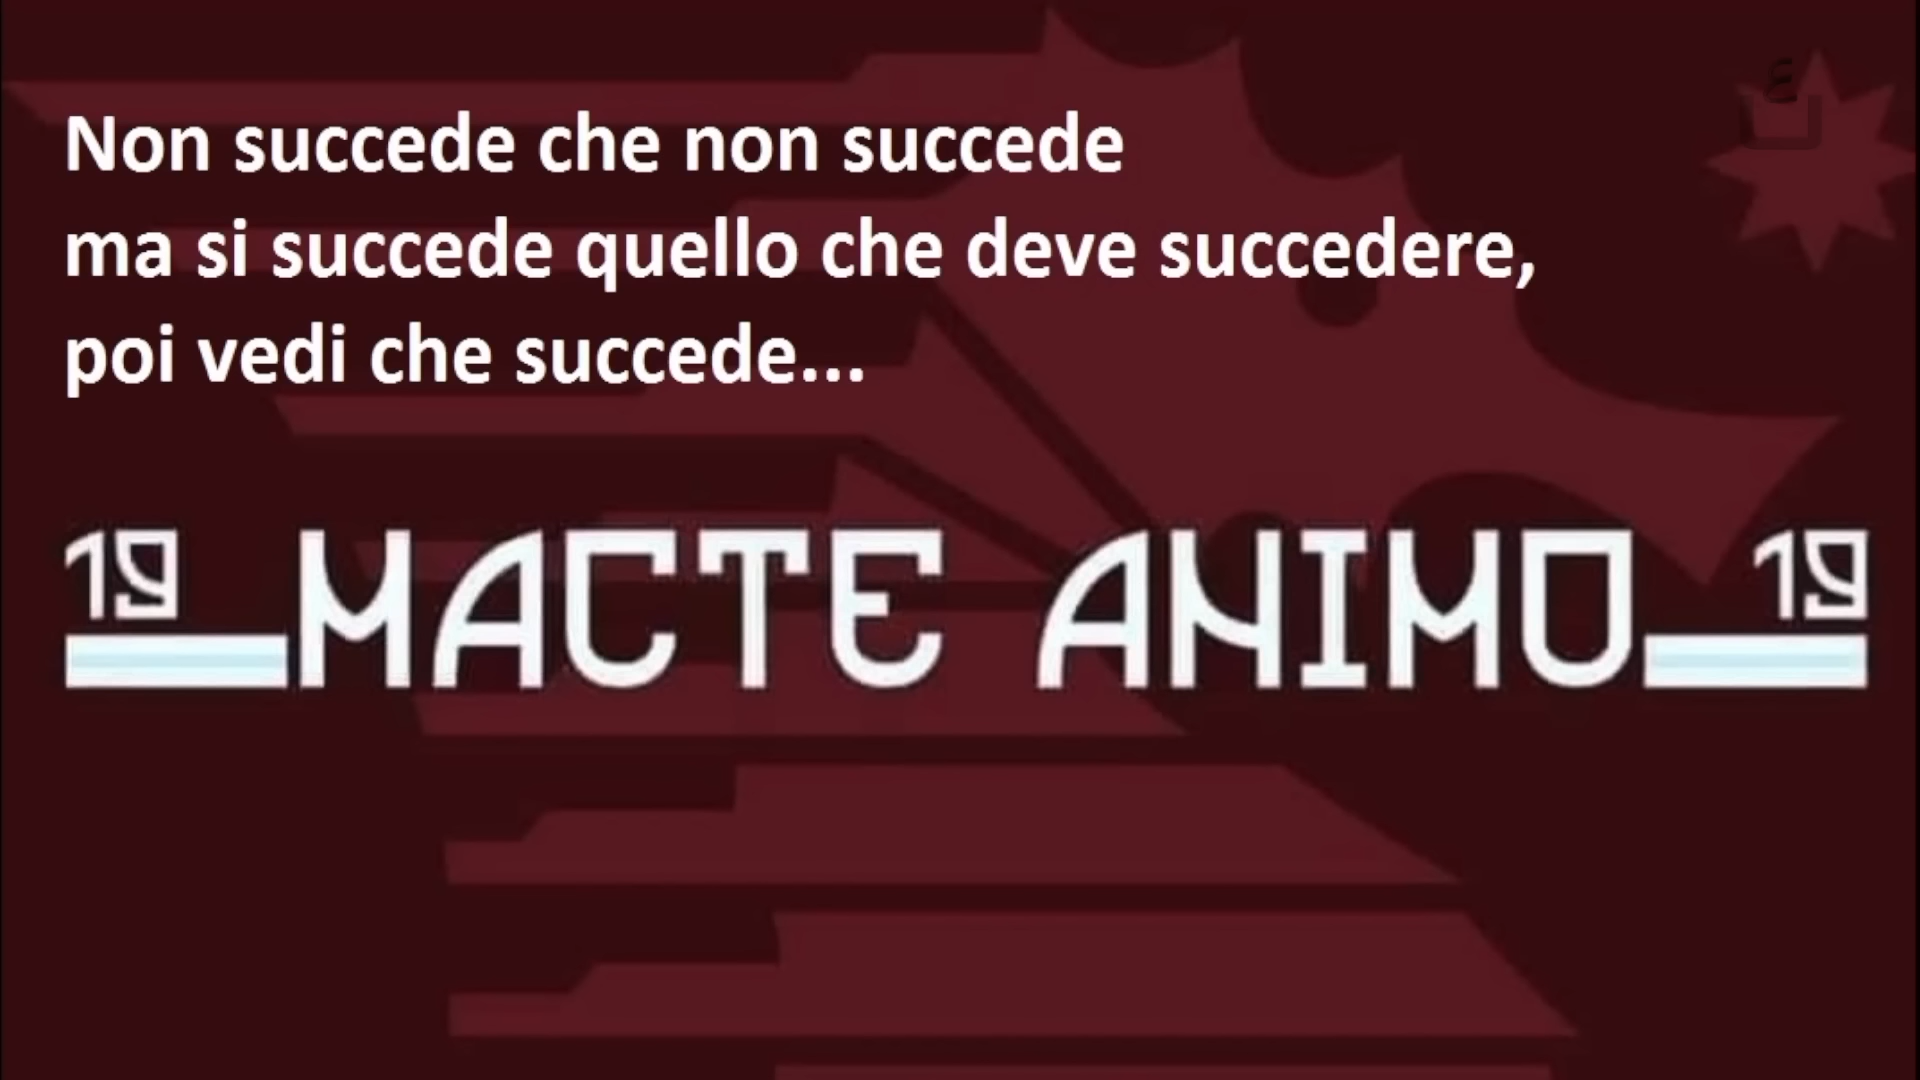 Non succede che non succede
ma si succede quello che deve succedere,
poi vedi che succede...
19 MACTE ANIMO 19